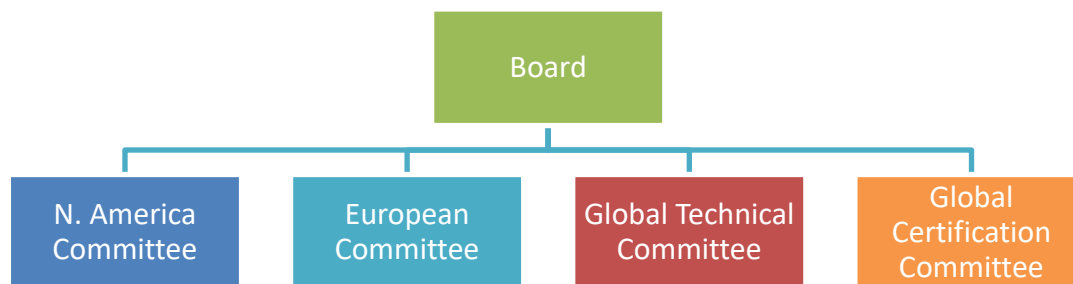 Board
N. America
Committee
European
Committee
Global Technical
Committee
Global
Certification
Committee